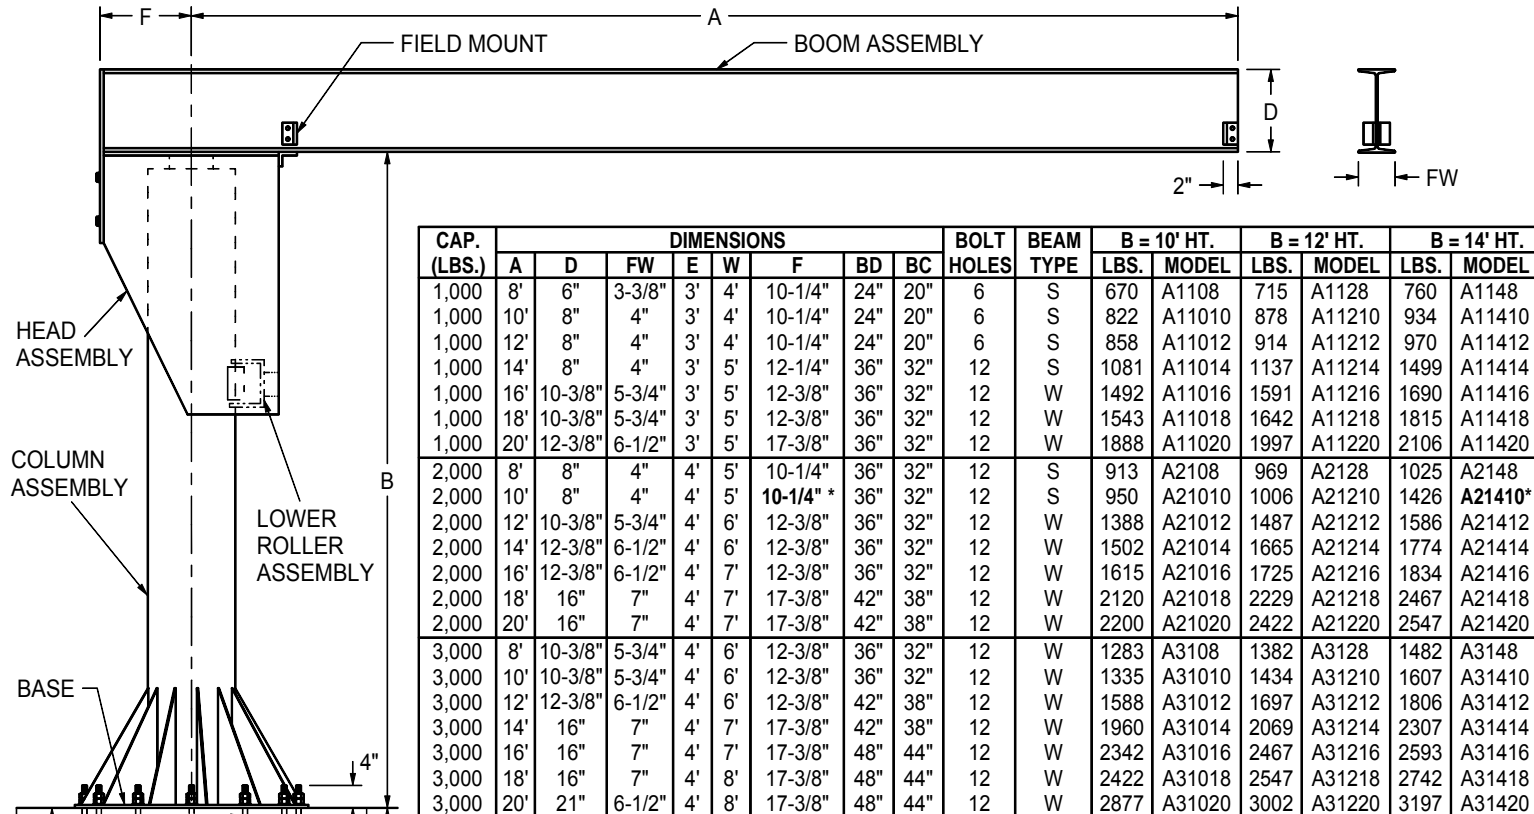 F
A
FIELD MOUNT
BOOM ASSEMBLY
D
2"
FW
HEAD
ASSEMBLY
COLUMN
ASSEMBLY
B
LOWER
ROLLER
ASSEMBLY
BASE
4"
CAP. DIMENSIONS BOLT BEAM B = 10' HT. B = 12' HT. B = 14' HT.
(LBS.) A D FW E W F BD BC HOLES TYPE LBS. MODEL LBS. MODEL LBS. MODEL
1,000 8' 6" 3-3/8" 3' 4' 10-1/4" 24" 20" 6 S 670 A1108 715 A1128 760 A1148
1,000 10' 8" 4" 3' 4' 10-1/4" 24" 20" 6 S 822 A11010 878 A11210 934 A11410
1,000 12' 8" 4" 3' 4' 10-1/4" 24" 20" 6 S 858 A11012 914 A11212 970 A11412
1,000 14' 8" 4" 3' 5' 12-1/4" 36" 32" 12 S 1081 A11014 1137 A11214 1499 A11414
1,000 16' 10-3/8" 5-3/4" 3' 5' 12-3/8" 36" 32" 12 W 1492 A11016 1591 A11216 1690 A11416
1,000 18' 10-3/8" 5-3/4" 3' 5' 12-3/8" 36" 32" 12 W 1543 A11018 1642 A11218 1815 A11418
1,000 20' 12-3/8" 6-1/2" 3' 5' 17-3/8" 36" 32" 12 W 1888 A11020 1997 A11220 2106 A11420
2,000 8' 8" 4" 4' 5' 10-1/4" 36" 32" 12 S 913 A2108 969 A2128 1025 A2148
2,000 10' 8" 4" 4' 5' 10-1/4" * 36" 32" 12 S 950 A21010 1006 A21210 1426 A21410*
2,000 12' 10-3/8" 5-3/4" 4' 6' 12-3/8" 36" 32" 12 W 1388 A21012 1487 A21212 1586 A21412
2,000 14' 12-3/8" 6-1/2" 4' 6' 12-3/8" 36" 32" 12 W 1502 A21014 1665 A21214 1774 A21414
2,000 16' 12-3/8" 6-1/2" 4' 7' 12-3/8" 36" 32" 12 W 1615 A21016 1725 A21216 1834 A21416
2,000 18' 16" 7" 4' 7' 17-3/8" 42" 38" 12 W 2120 A21018 2229 A21218 2467 A21418
2,000 20' 16" 7" 4' 7' 17-3/8" 42" 38" 12 W 2200 A21020 2422 A21220 2547 A21420
3,000 8' 10-3/8" 5-3/4" 4' 6' 12-3/8" 36" 32" 12 W 1283 A3108 1382 A3128 1482 A3148
3,000 10' 10-3/8" 5-3/4" 4' 6' 12-3/8" 36" 32" 12 W 1335 A31010 1434 A31210 1607 A31410
3,000 12' 12-3/8" 6-1/2" 4' 6' 12-3/8" 42" 38" 12 W 1588 A31012 1697 A31212 1806 A31412
3,000 14' 16" 7" 4' 7' 17-3/8" 42" 38" 12 W 1960 A31014 2069 A31214 2307 A31414
3,000 16' 16" 7" 4' 7' 17-3/8" 48" 44" 12 W 2342 A31016 2467 A31216 2593 A31416
3,000 18' 16" 7" 4' 8' 17-3/8" 48" 44" 12 W 2422 A31018 2547 A31218 2742 A31418
3,000 20' 21" 6-1/2" 4' 8' 17-3/8" 48" 44" 12 W 2877 A31020 3002 A31220 3197 A31420